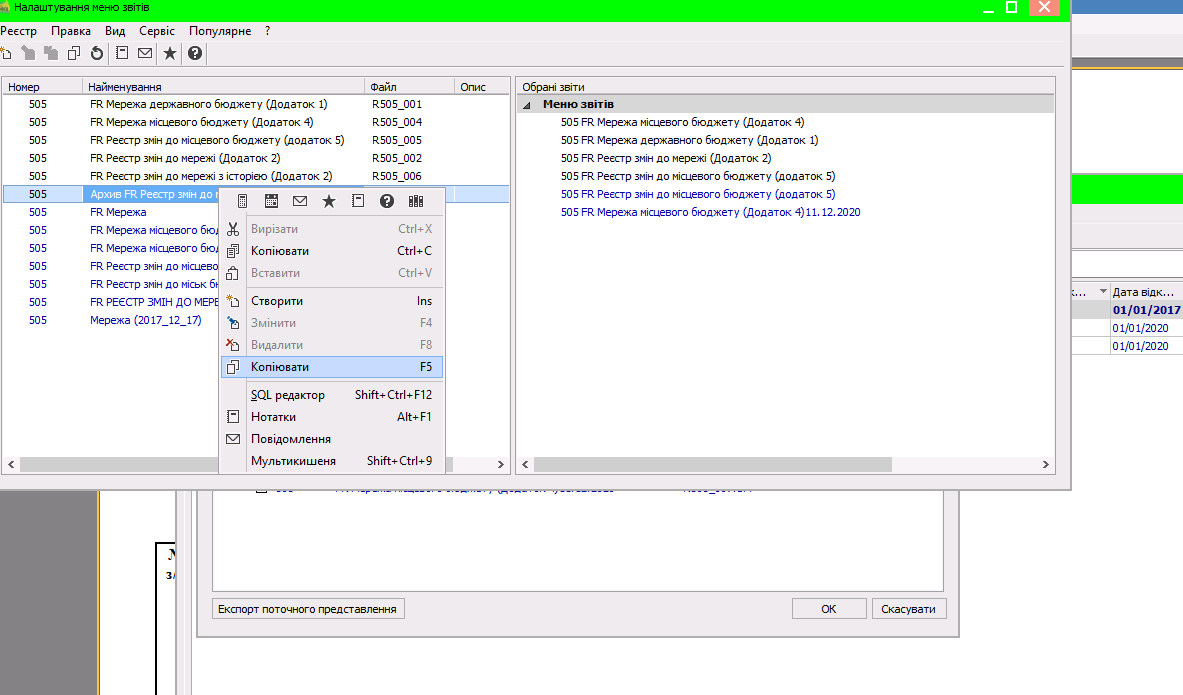 Налаштування меню звітів
Реєстр Правка Вид Сервіс Популярне ?
Номер Найменування Файл Опис
505 FR Мережа державного бюджету (Додаток 1) R505_001
505 FR Мережа місцевого бюджету (Додаток 4) R505_004
505 FR Реєстр змін до місцевого бюджету (додаток 5) R505_005
505 FR Реєстр змін до мережі (Додаток 2) R505_002
505 FR Реєстр змін до мережі з історією (Додаток 2) R505_006
505 Архив FR Реєстр змін до
505 FR Мережа
505 FR Мережа місцевого
505 FR Мережа місцевого
505 FR Реєстр змін до
505 FR Реєстр змін до міськ
505 FR РЕЄСТР ЗМІН ДО
505 Мережа (2017_12_17)
Вирізати Ctrl+X
Копіювати Ctrl+C
Вставити Ctrl+V
Створити Ins
Змінити F4
Видалити F8
Копіювати F5
SQL редактор Shift+Ctrl+F12
Нотатки Alt+F1
Повідомлення
Мультикишеня Shift+Ctrl+9
Обрані звіти
Меню звітів
505 FR Мережа місцевого бюджету (Додаток 4)
505 FR Мережа державного бюджету (Додаток 1)
505 FR Реєстр змін до мережі (Додаток 2)
505 FR Реєстр змін до місцевого бюджету (додаток 5)
505 FR Реєстр змін до місцевого бюджету (додаток 5)
505 FR Мережа місцевого бюджету (Додаток 4)11.12.2020
Дата відк...
01/01/2017
01/01/2020
01/01/2020
Експорт поточного представлення
ОК Скасувати